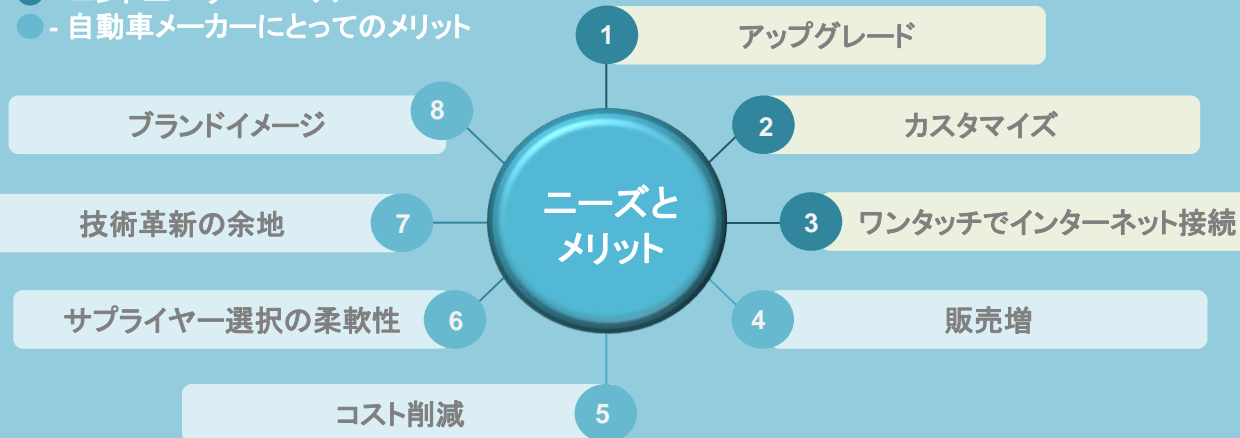 - 自動車メーカーにとってのメリット
1 アップグレード
8 ブランドイメージ
2 カスタマイズ
ニーズと
メリット
7 技術革新の余地
3 ワンタッチでインターネット接続
6 サプライヤー選択の柔軟性
4 販売増
5 コスト削減